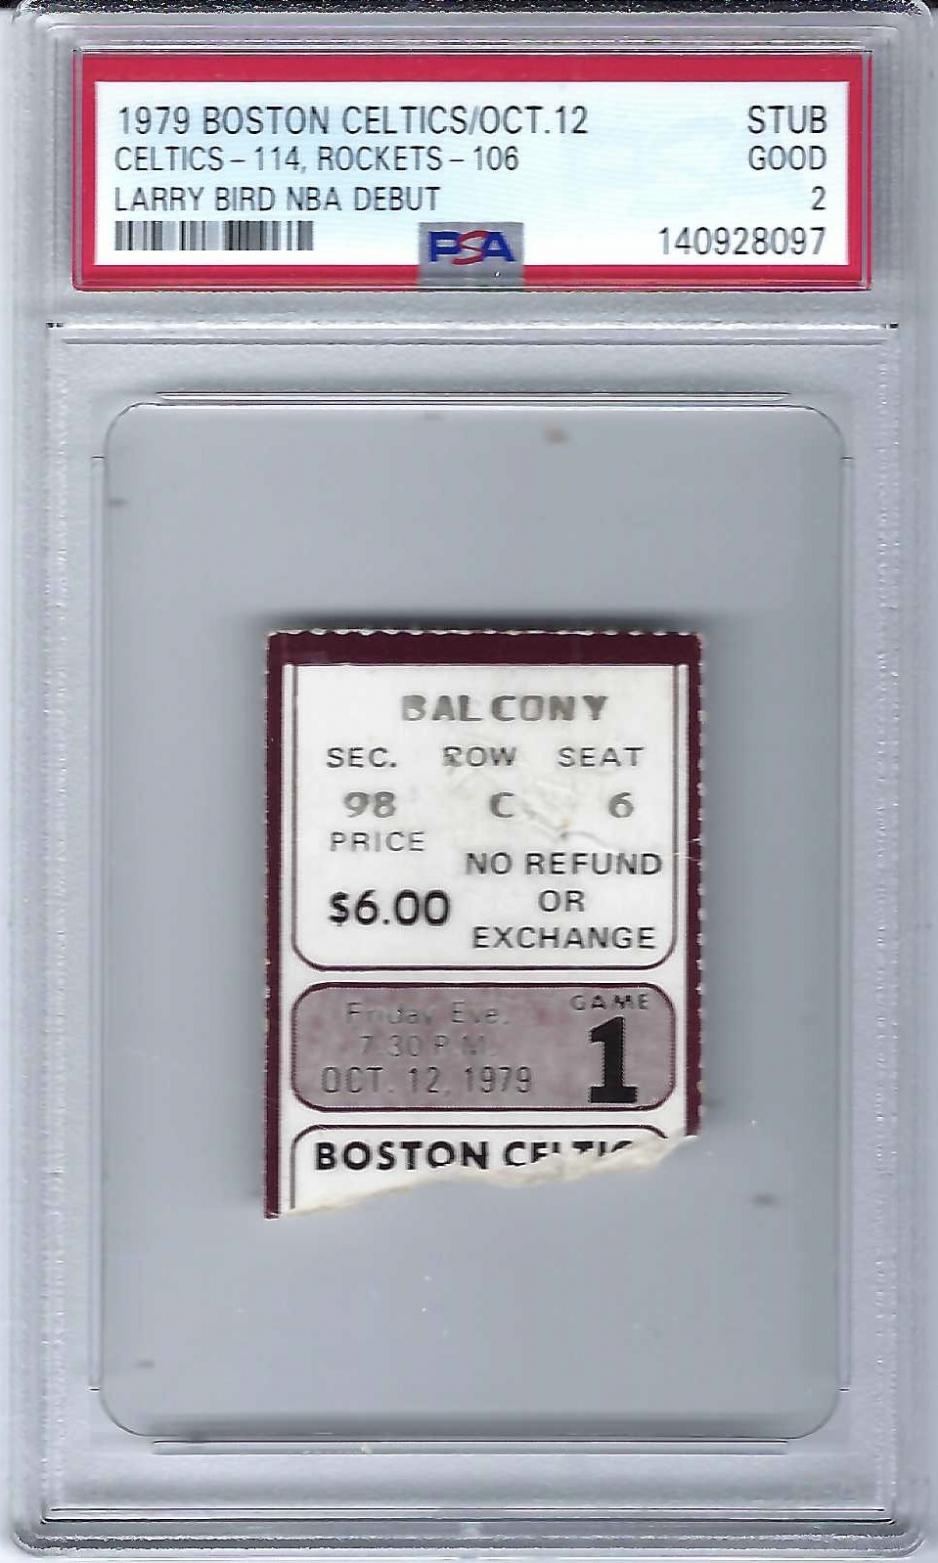 1979 BOSTON CELTICS/OCT.12 STUB
CELTICS - 114, ROCKETS - 106 GOOD
LARRY BIRD NBA DEBUT 2
PSA 140928097
BALCONY
SEC. ROW SEAT
98 C 6
PRICE
NO REFUND
$6.00 OR
EXCHANGE
GAME
Friday Eve.
7:30 P.M. 1
OCT. 12, 1979
BOSTON CELTIC